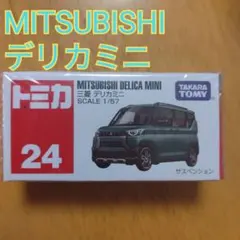 MITSUBISHI
デリカミニ
トミカ
24
MITSUBISHI DELICA MINI
三菱 デリカミニ
SCALE 1/57
TAKARA
TOMY
サスペンション